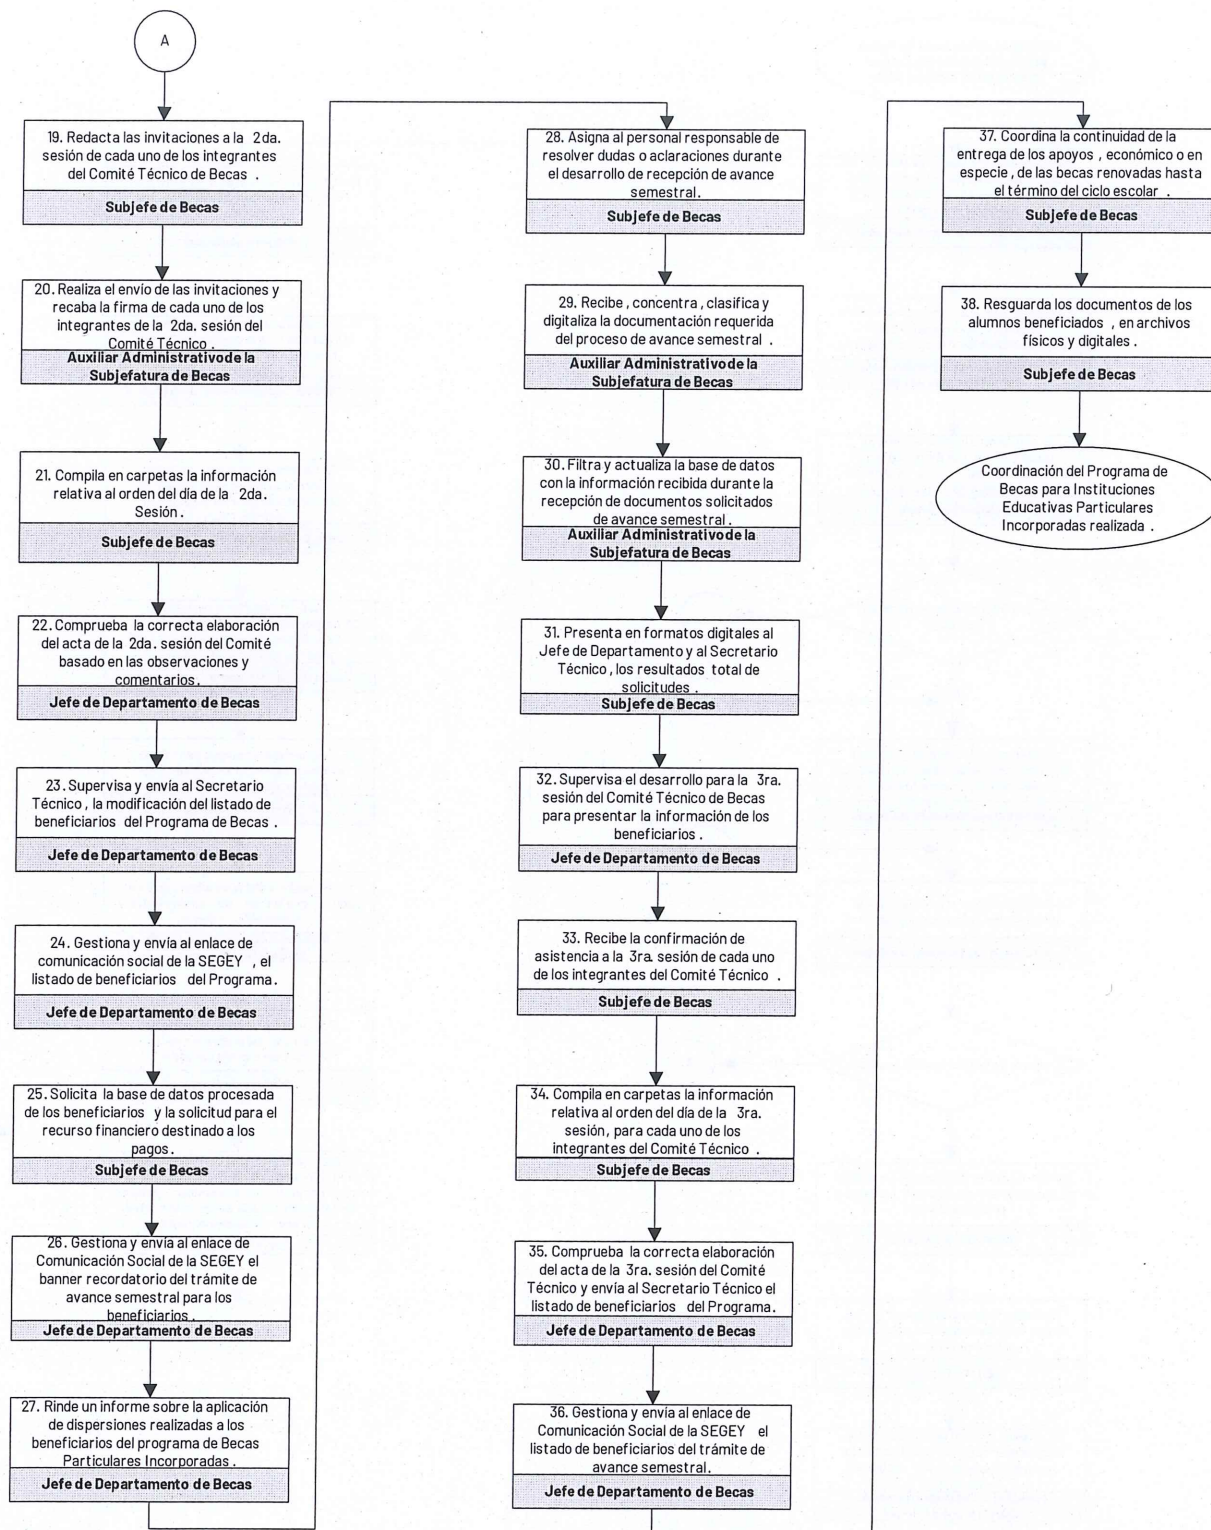 A
19. Redacta las invitaciones a la 2da.
sesión de cada uno de los integrantes
del Comité Técnico de Becas .
Subjefe de Becas
20. Realiza el envío de las invitaciones y
recaba la firma de cada uno de los
integrantes de la 2da. sesión del
Comité Técnico .
Auxiliar Administrativo de la
Subjefatura de Becas
21. Compila en carpetas la información
relativa al orden del día de la 2da.
Sesión.
Subjefe de Becas
22. Comprueba la correcta elaboración
del acta de la 2da. sesión del Comité
basado en las observaciones y
comentarios.
Jefe de Departamento de Becas
23. Supervisa y envía al Secretario
Técnico , la modificación del listado de
beneficiarios del Programa de Becas .
Jefe de Departamento de Becas
24. Gestiona y envía al enlace de
comunicación social de la SEGEY , el
listado de beneficiarios del Programa.
Jefe de Departamento de Becas
25. Solicita la base de datos procesada
de los beneficiarios y la solicitud para el
recurso financiero destinado a los
pagos.
Subjefe de Becas
26. Gestiona y envía al enlace de
Comunicación Social de la SEGEY el
banner recordatorio del trámite de
avance semestral para los
beneficiarios .
Jefe de Departamento de Becas
27. Rinde un informe sobre la aplicación
de dispersiones realizadas a los
beneficiarios del programa de Becas
Particulares Incorporadas .
Jefe de Departamento de Becas
28. Asigna al personal responsable de
resolver dudas o aclaraciones durante
el desarrollo de recepción de avance
semestral.
Subjefe de Becas
29. Recibe , concentra , clasifica y
digitaliza la documentación requerida
del proceso de avance semestral .
Auxiliar Administrativo de la
Subjefatura de Becas
30. Filtra y actualiza la base de datos
con la información recibida durante la
recepción de documentos solicitados
de avance semestral .
Auxiliar Administrativo de la
Subjefatura de Becas
31. Presenta en formatos digitales al
Jefe de Departamento y al Secretario
Técnico , los resultados total de
solicitudes .
Subjefe de Becas
32. Supervisa el desarrollo para la 3ra.
sesión del Comité Técnico de Becas
para presentar la información de los
beneficiarios .
Jefe de Departamento de Becas
33. Recibe la confirmación de
asistencia a la 3ra. sesión de cada uno
de los integrantes del Comité Técnico .
Subjefe de Becas
34. Compila en carpetas la información
relativa al orden del día de la 3ra.
sesión, para cada uno de los
integrantes del Comité Técnico .
Subjefe de Becas
35. Comprueba la correcta elaboración
del acta de la 3ra. sesión del Comité
Técnico y envía al Secretario Técnico el
listado de beneficiarios del Programa.
Jefe de Departamento de Becas
36. Gestiona y envía al enlace de
Comunicación Social de la SEGEY el
listado de beneficiarios del trámite de
avance semestral.
Jefe de Departamento de Becas
37. Coordina la continuidad de la
entrega de los apoyos , económico o en
especie , de las becas renovadas hasta
el término del ciclo escolar .
Subjefe de Becas
38. Resguarda los documentos de los
alumnos beneficiados , en archivos
físicos y digitales .
Subjefe de Becas
Coordinación del Programa de
Becas para Instituciones
Educativas Particulares
Incorporadas realizada .